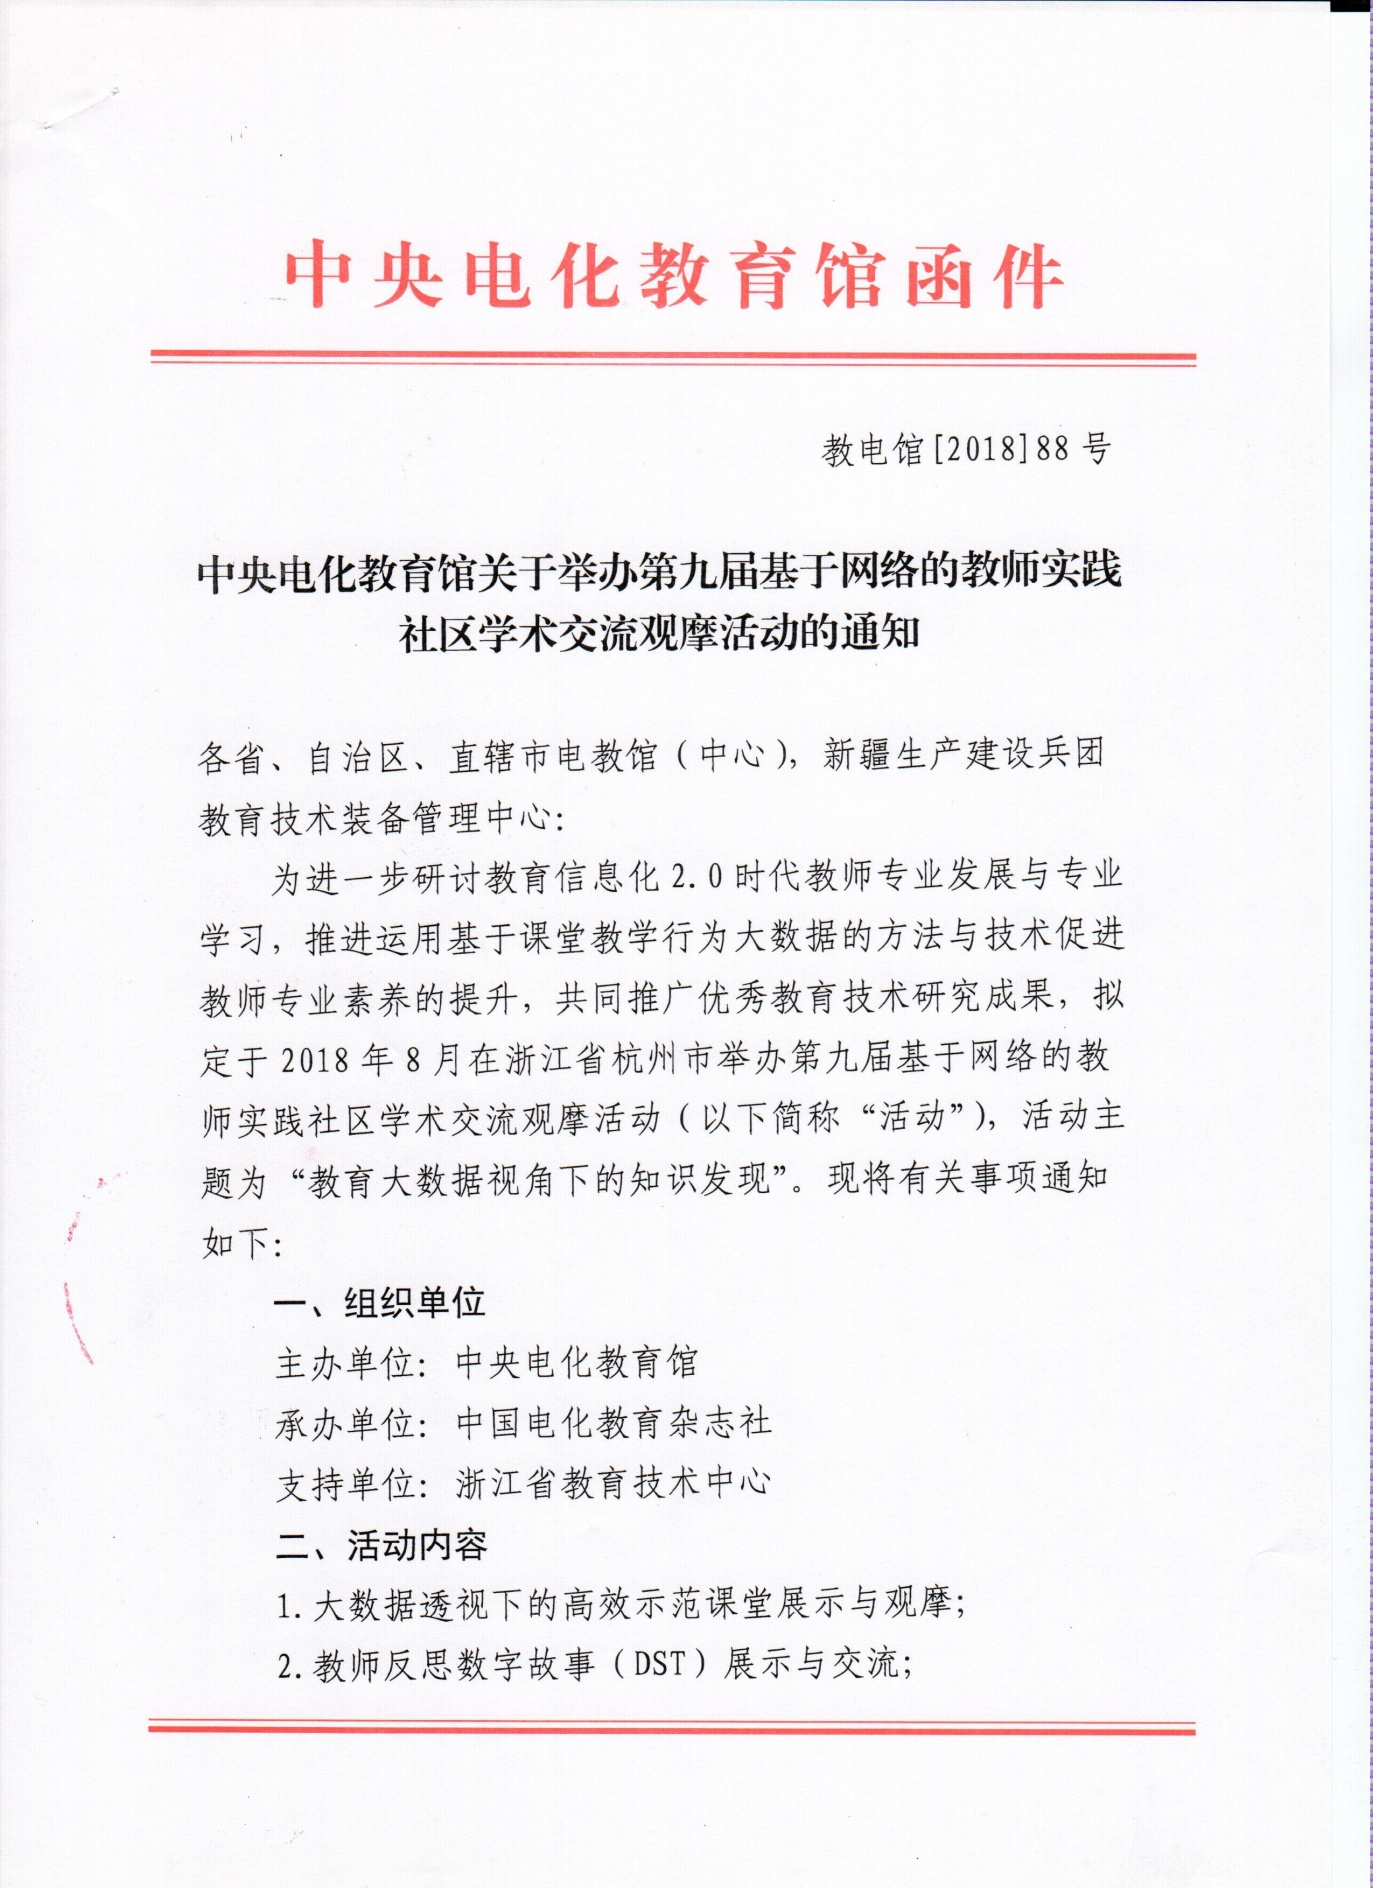 中央电化教育馆函件
教电馆[2018]88 号
中央电化教育馆关于举办第九届基于网络的教师实践
社区学术交流观摩活动的通知
各省、自治区、直辖市电教馆（中心），新疆生产建设兵团
教育技术装备管理中心：
为进一步研讨教育信息化 2.0 时代教师专业发展与专业
学习，推进运用基于课堂教学行为大数据的方法与技术促进
教师专业素养的提升，共同推广优秀教育技术研究成果，拟
定于 2018 年 8 月在浙江省杭州市举办第九届基于网络的教
师实践社区学术交流观摩活动（以下简称“活动”），活动主
题为“教育大数据视角下的知识发现”。现将有关事项通知
如下：
一、组织单位
主办单位：中央电化教育馆
承办单位：中国电化教育杂志社
支持单位：浙江省教育技术中心
二、活动内容
1.大数据透视下的高效示范课堂展示与观摩；
2.教师反思数字故事（DST）展示与交流；